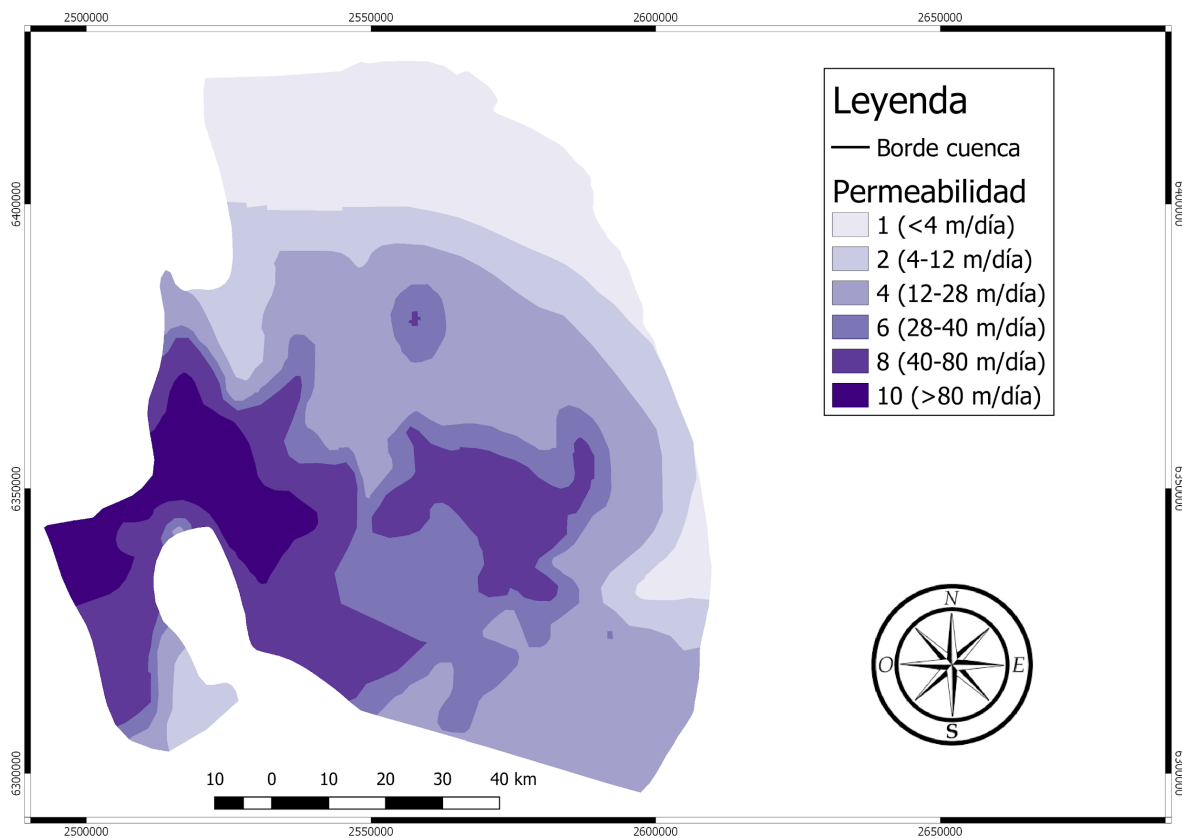 2500000 2550000 2600000 2650000
Leyenda
Borde cuenca
Permeabilidad
1 (<4 m/día)
2 (4-12 m/día)
4 (12-28 m/día)
6 (28-40 m/día)
8 (40-80 m/día)
10 (>80 m/día)
6400000
6350000
6300000
6400000
6350000
6300000
N
O E
S
10 0 10 20 30 40 km
2500000 2550000 2600000 2650000